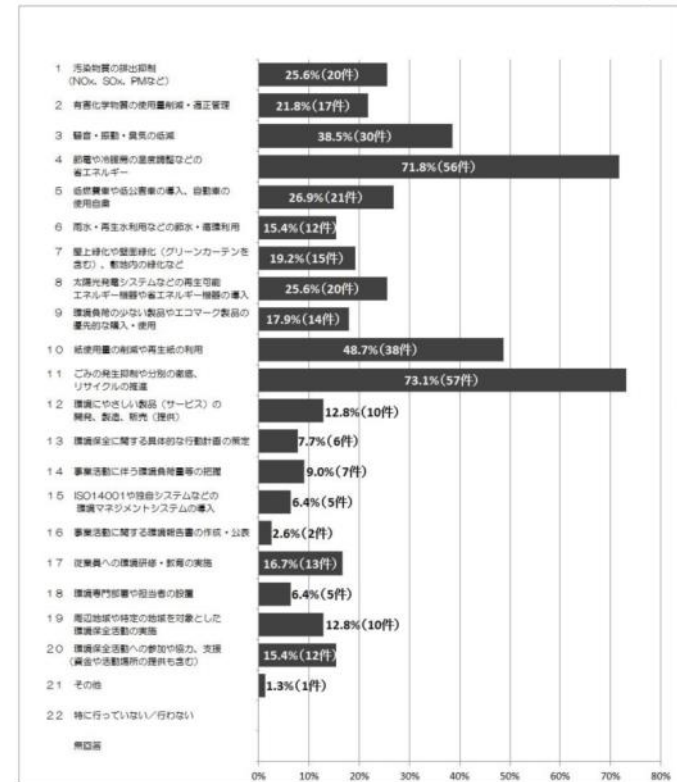 1 汚染物質の排出抑制
(NOx、SOx、PMなど)
25.6%(20件)
2 有害化学物質の使用量削減・適正管理
21.8%(17件)
3 騒音・振動・臭気の低減
38.5%(30件)
4 節電や冷暖房の温度調整などの
省エネルギー
71.8%(56件)
5 低燃費車や低公害車の導入、自動車の
使用自粛
26.9%(21件)
6 雨水・再生水利用などの節水・循環利用
15.4%(12件)
7 屋上緑化や壁面緑化(グリーンカーテンを
含む)、敷地内の緑化など
19.2%(15件)
8 太陽光発電システムなどの再生可能
エネルギー機器や省エネルギー機器の導入
25.6%(20件)
9 環境負荷の少ない製品やエコマーク製品の
優先的な購入・使用
17.9%(14件)
10 紙使用量の削減や再生紙の利用
48.7%(38件)
11 ごみの発生抑制や分別の徹底、
リサイクルの推進
73.1%(57件)
12 環境にやさしい製品(サービス)の
開発、製造、販売(提供)
12.8%(10件)
13 環境保全に関する具体的な行動計画の策定
7.7%(6件)
14 事業活動に伴う環境負荷量等の把握
9.0%(7件)
15 ISO14001や独自システムなどの
環境マネジメントシステムの導入
6.4%(5件)
16 事業活動に関する環境報告書の作成・公表
2.6%(2件)
17 従業員への環境研修・教育の実施
16.7%(13件)
18 環境専門部署や担当者の設置
6.4%(5件)
19 周辺地域や特定の地域を対象とした
環境保全活動の実施
12.8%(10件)
20 環境保全活動への参加や協力、支援
(資金や活動場所の提供も含む)
15.4%(12件)
21 その他
1.3%(1件)
22 特に行っていない/行わない
無回答
0% 10% 20% 30% 40% 50% 60% 70% 80%